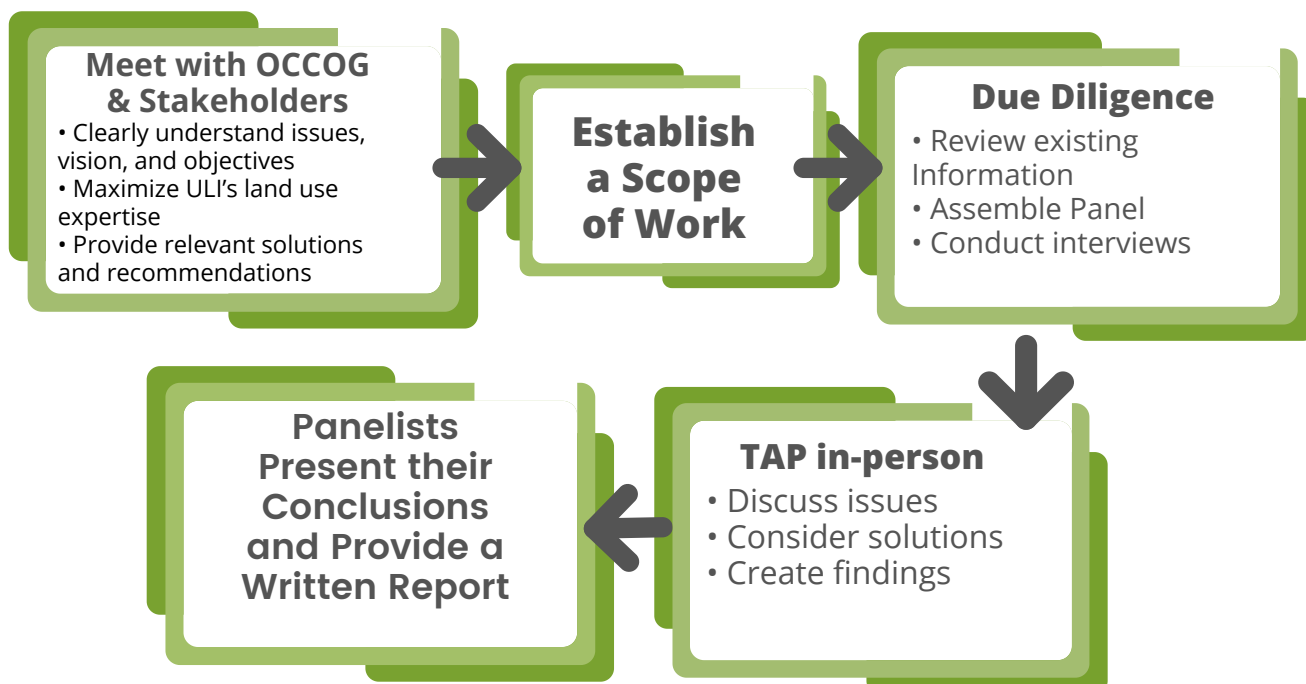 Meet with OCCOG
& Stakeholders
• Clearly understand issues,
vision, and objectives
• Maximize ULI’s land use
expertise
• Provide relevant solutions
and recommendations
Establish
a Scope
of Work
Due Diligence
• Review existing
Information
• Assemble Panel
• Conduct interviews
TAP in-person
• Discuss issues
• Consider solutions
• Create findings
Panelists
Present their
Conclusions
and Provide a
Written Report